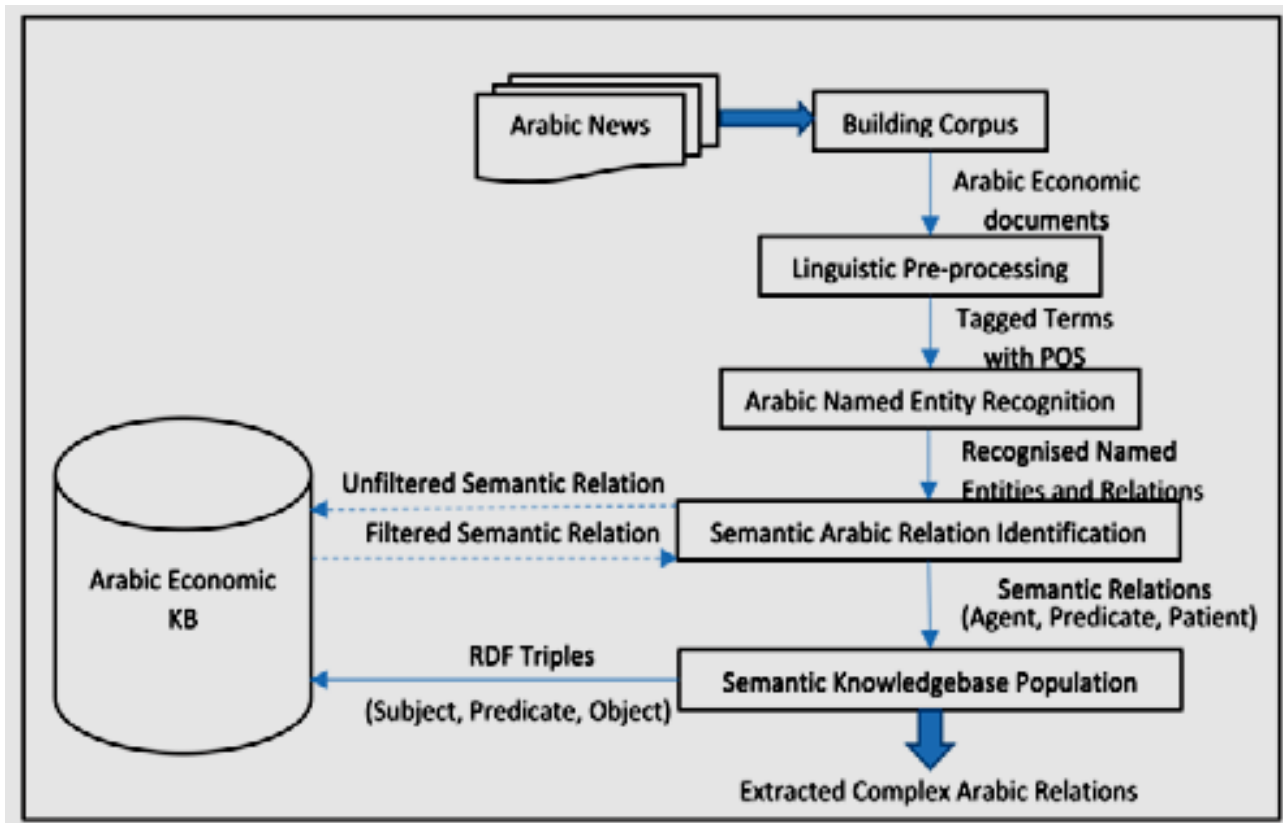 Arabic News
Building Corpus
Arabic Economic
documents
Linguistic Pre-processing
Tagged Terms
with POS
Arabic Named Entity Recognition
Recognised Named
Entities and Relations
Unfiltered Semantic Relation
Filtered Semantic Relation
Semantic Arabic Relation Identification
Arabic Economic
KB
Semantic Relations
(Agent, Predicate, Patient)
RDF Triples
(Subject, Predicate, Object)
Semantic Knowledgebase Population
Extracted Complex Arabic Relations